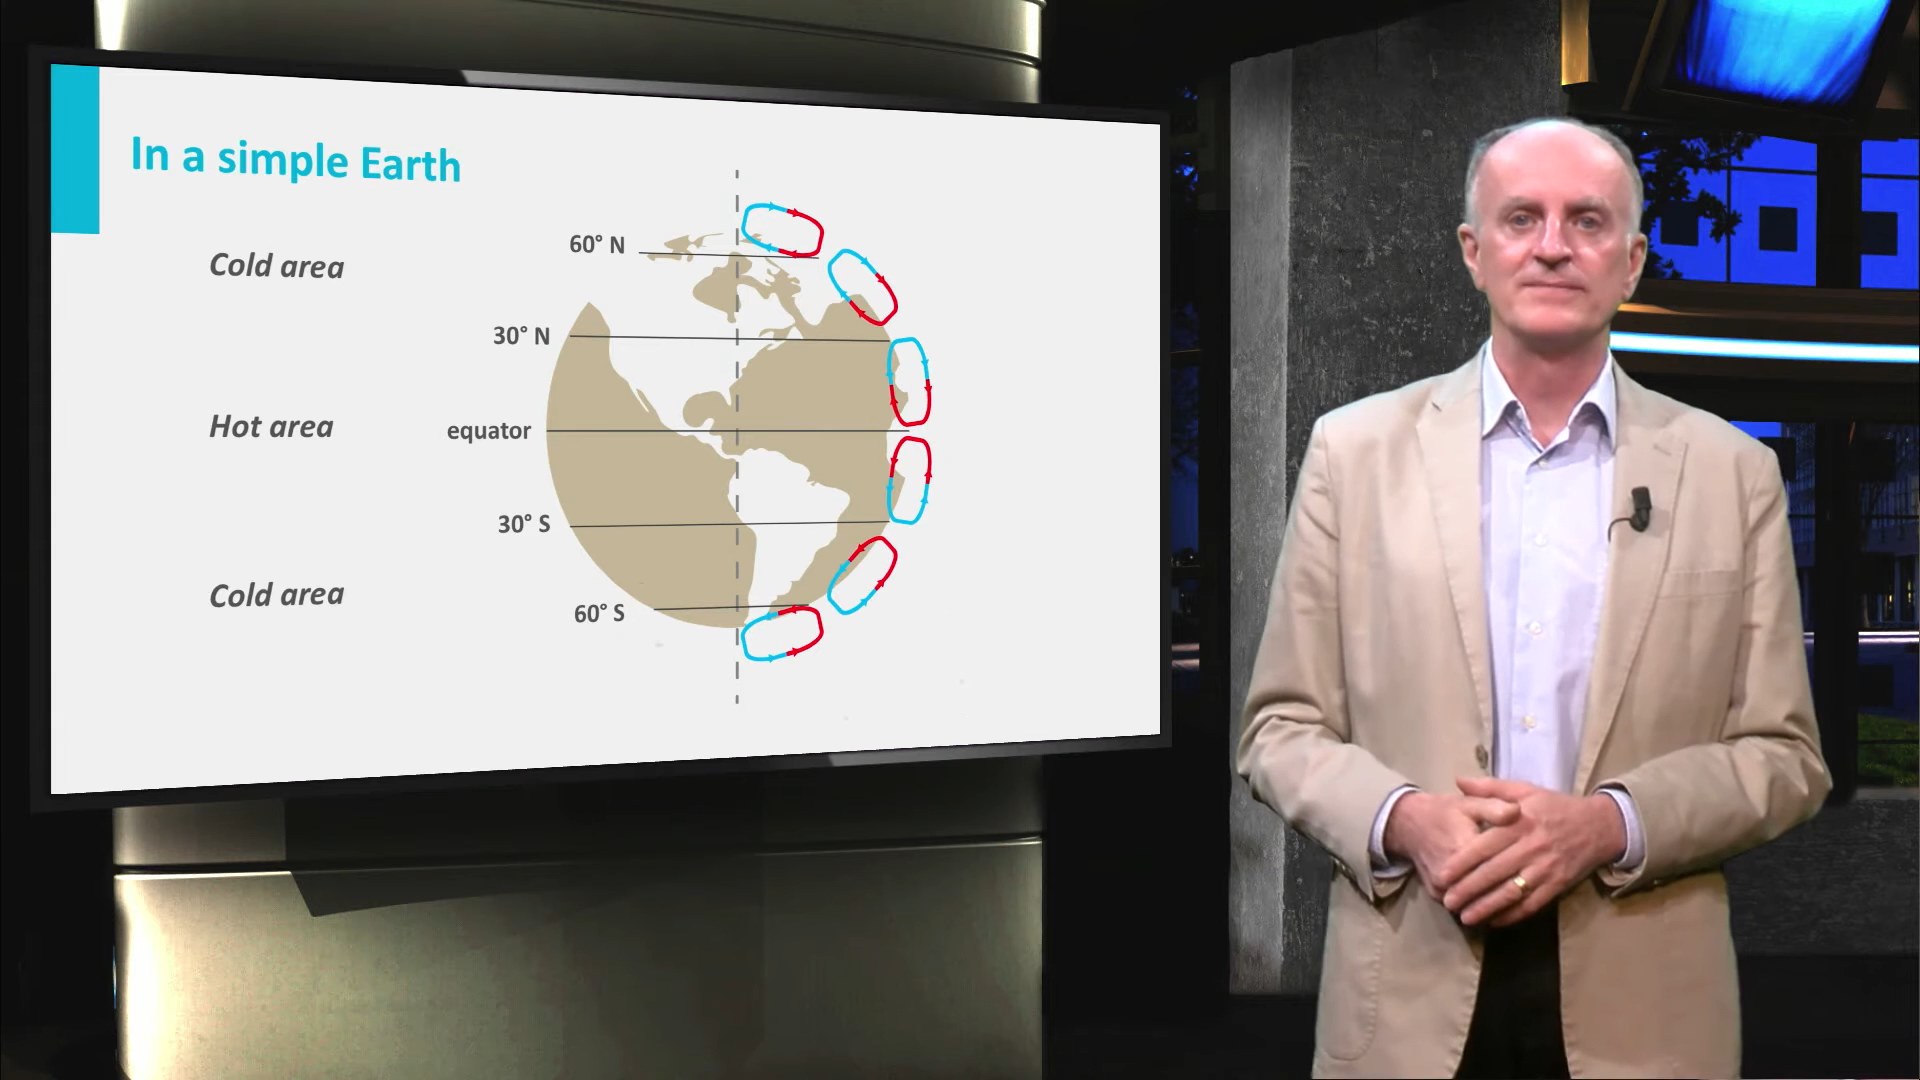 In a simple Earth
60° N
Cold area
30° N
Hot area
equator
30° S
Cold area
60° S